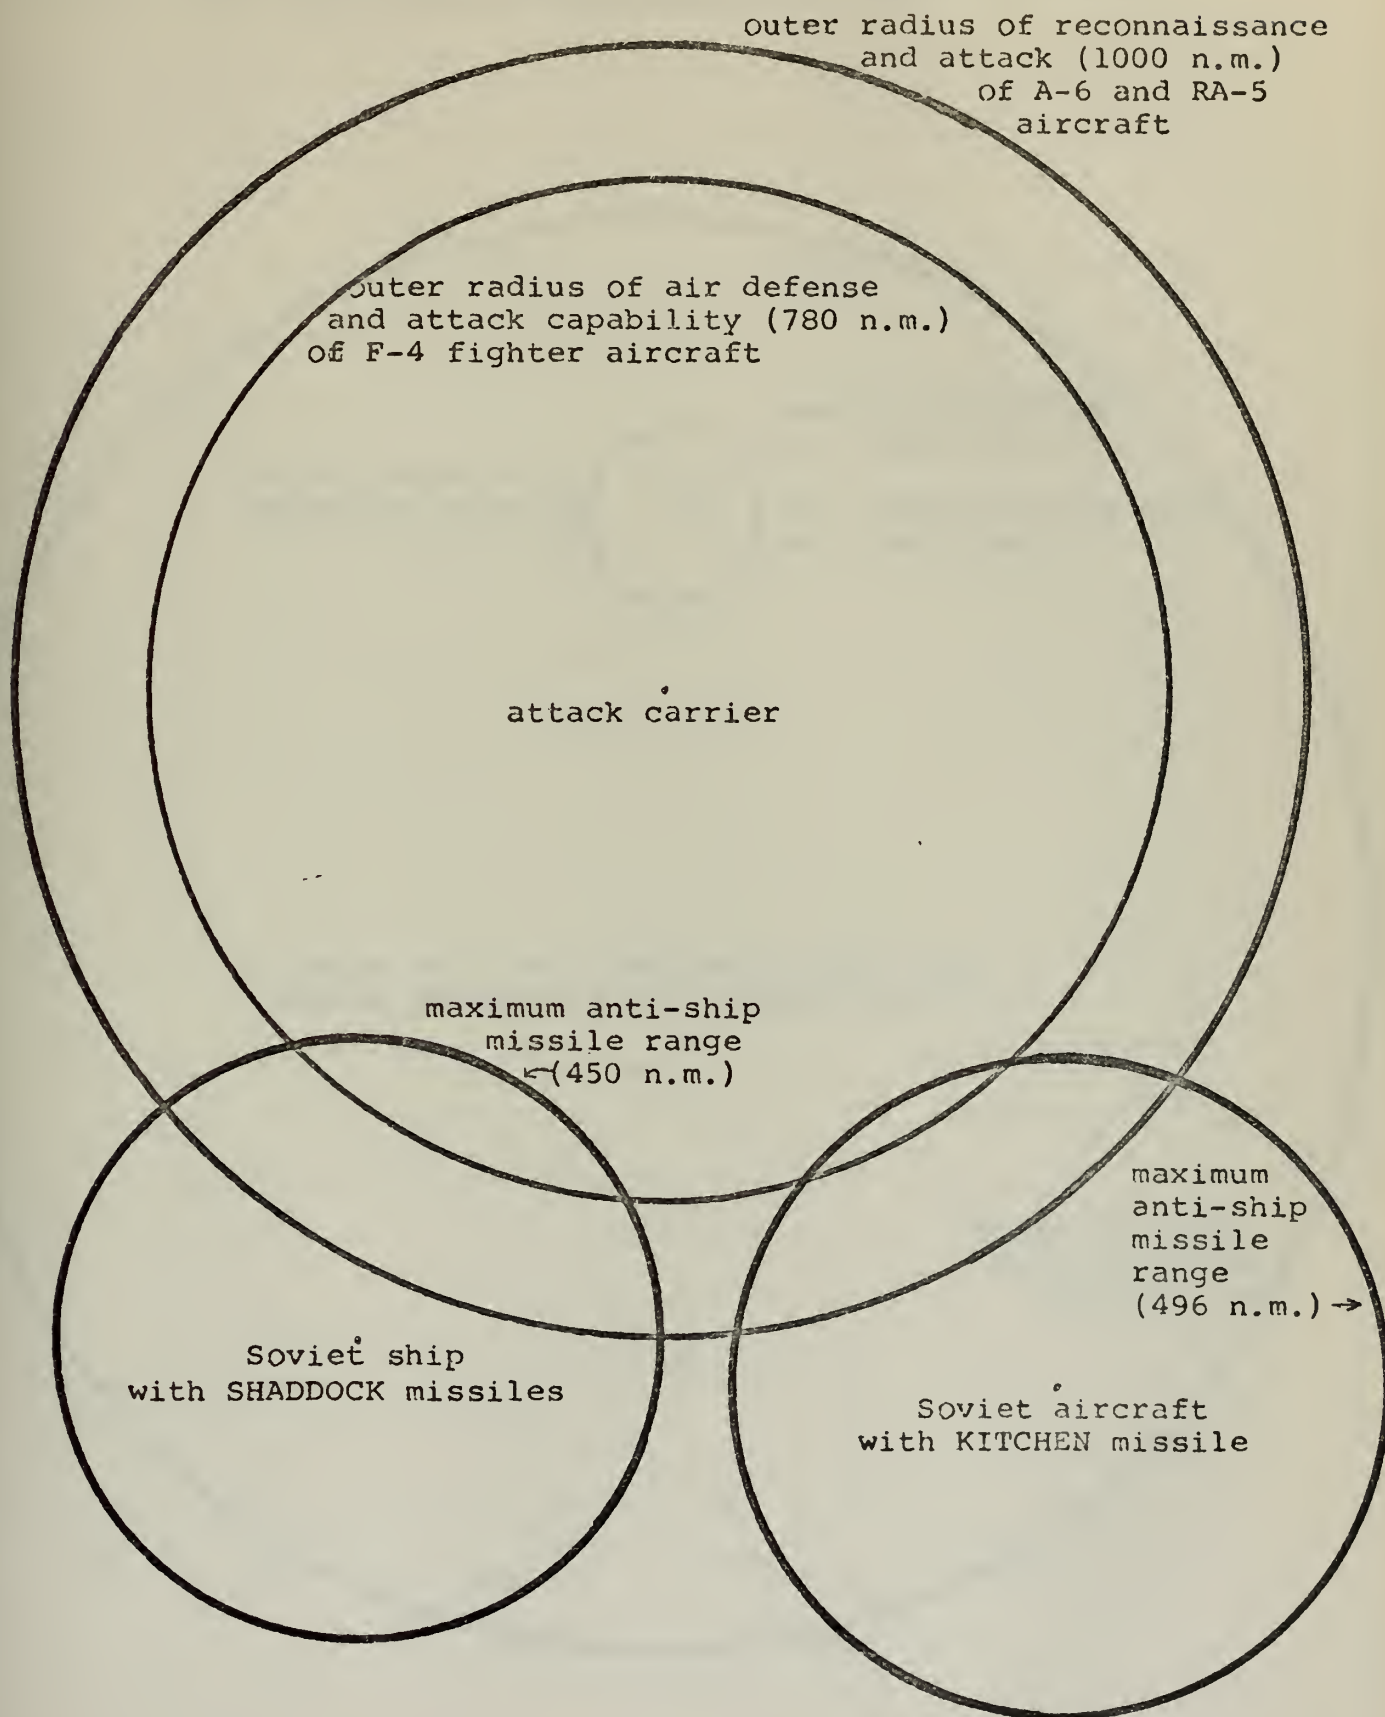 outer radius of reconnaissance
and attack (1000 n.m.)
of A-6 and RA-5
aircraft
outer radius of air defense
and attack capability (780 n.m.)
of F-4 fighter aircraft
attack carrier
maximum anti-ship
missile range
←(450 n.m.)
maximum
anti-ship
missile
range
(496 n.m.) →
Soviet ship
with SHADDOCK missiles
Soviet aircraft
with KITCHEN missile